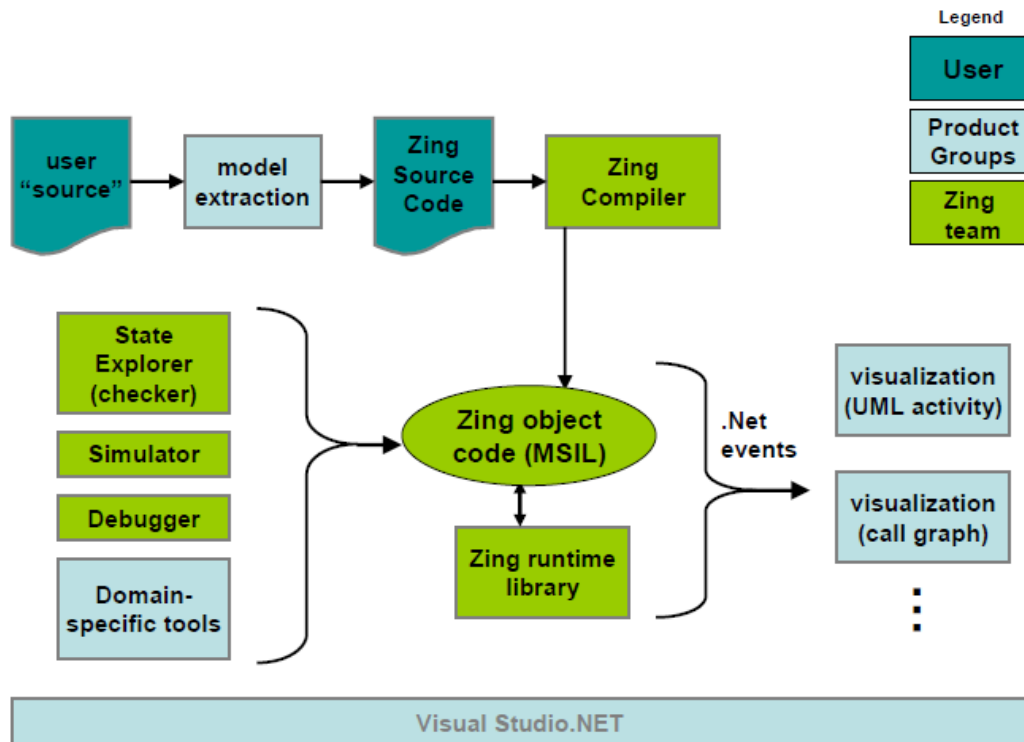 Legend
User
Product
Groups
Zing
team
user
“source”
model
extraction
Zing
Source
Code
Zing
Compiler
State
Explorer
(checker)
Simulator
Debugger
Domain-
specific tools
Zing object
code (MSIL)
Zing runtime
library
.Net
events
visualization
(UML activity)
visualization
(call graph)
Visual Studio.NET